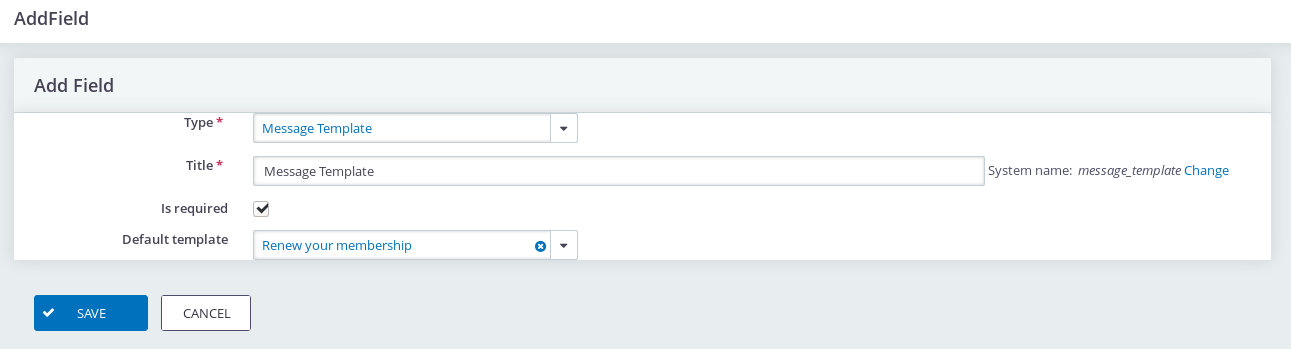 AddField
Add Field
Type *
Message Template
Title *
Message Template
System name: message_template Change
Is required
Default template
Renew your membership
SAVE
CANCEL